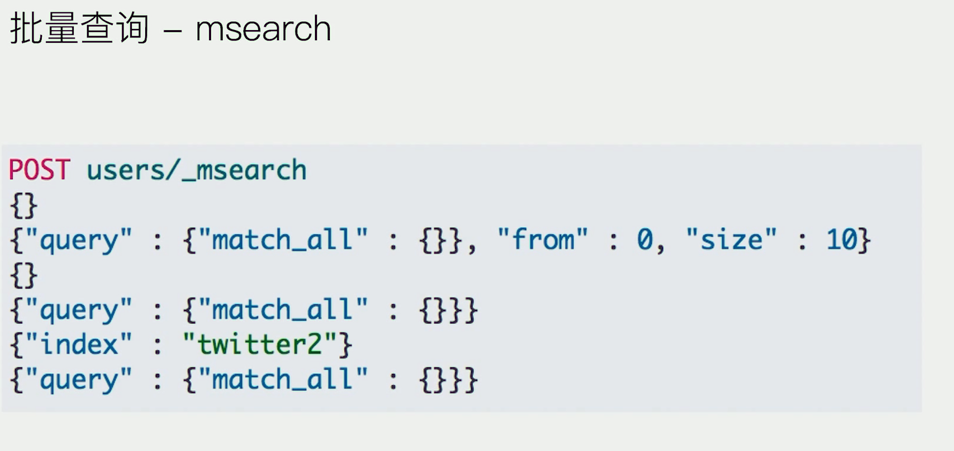 批量查询 – msearch
POST users/_msearch
{}
{"query" : {"match_all" : {}}, "from" : 0, "size" : 10}
{}
{"query" : {"match_all" : {}}}
{"index" : "twitter2"}
{"query" : {"match_all" : {}}}